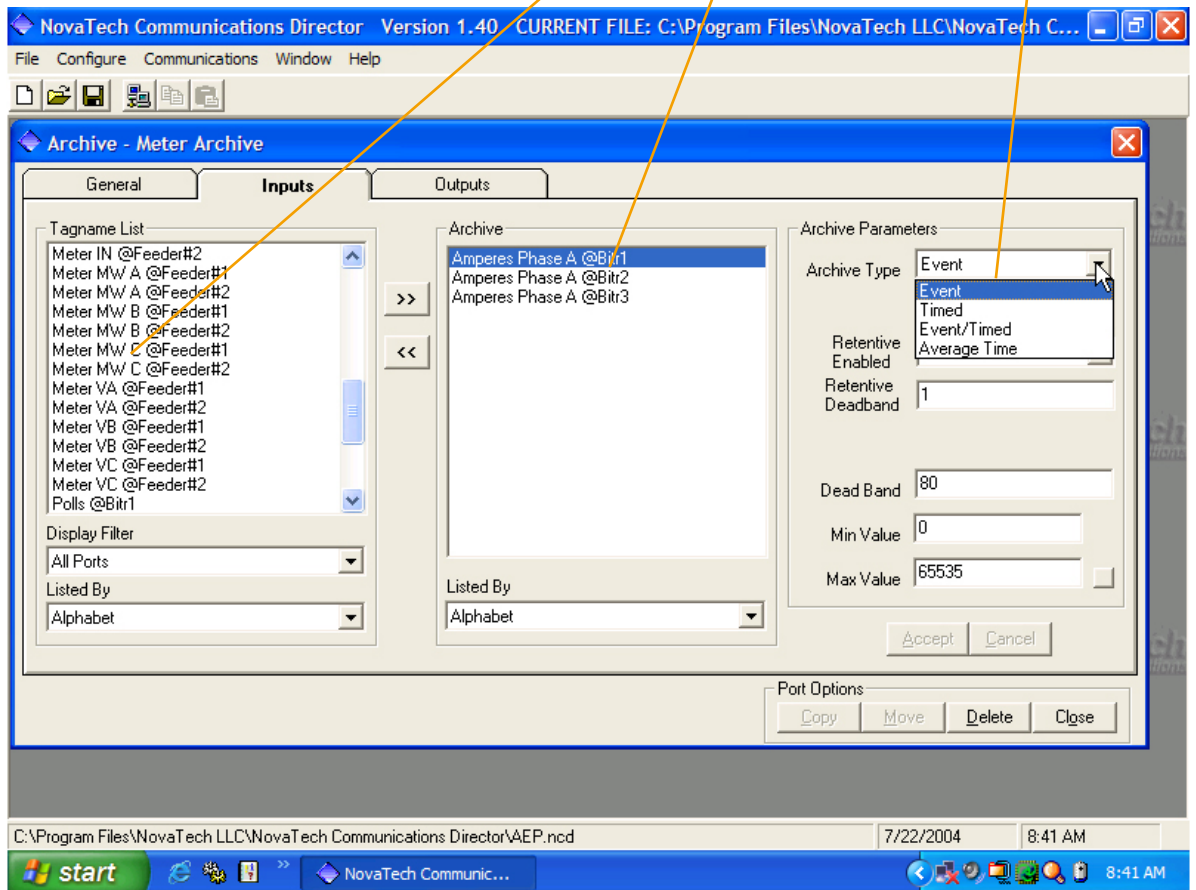 NovaTech Communications Director Version 1.40 CURRENT FILE: C:\Program Files\NovaTech LLC\NovaTech C...
File Configure Communications Window Help
Archive - Meter Archive
General Inputs Outputs
Tagname List
Meter IN @Feeder#2
Meter MW A @Feeder#1
Meter MW A @Feeder#2
Meter MW B @Feeder#1
Meter MW B @Feeder#2
Meter MW C @Feeder#1
Meter MW C @Feeder#2
Meter VA @Feeder#1
Meter VA @Feeder#2
Meter VB @Feeder#1
Meter VB @Feeder#2
Meter VC @Feeder#1
Meter VC @Feeder#2
Polls @Bitr1
Display Filter
All Ports
Listed By
Alphabet
>>
<<
Archive
Amperes Phase A @Bitr1
Amperes Phase A @Bitr2
Amperes Phase A @Bitr3
Listed By
Alphabet
Archive Parameters
Archive Type Event
Event
Timed
Event/Timed
Average Time
Retentive
Enabled
Retentive
Deadband 1
Dead Band 80
Min Value 0
Max Value 65535
Accept Cancel
Port Options
Copy Move Delete Close
C:\Program Files\NovaTech LLC\NovaTech Communications Director\AEP.ncd 7/22/2004 8:41 AM
start NovaTech Communic... 8:41 AM